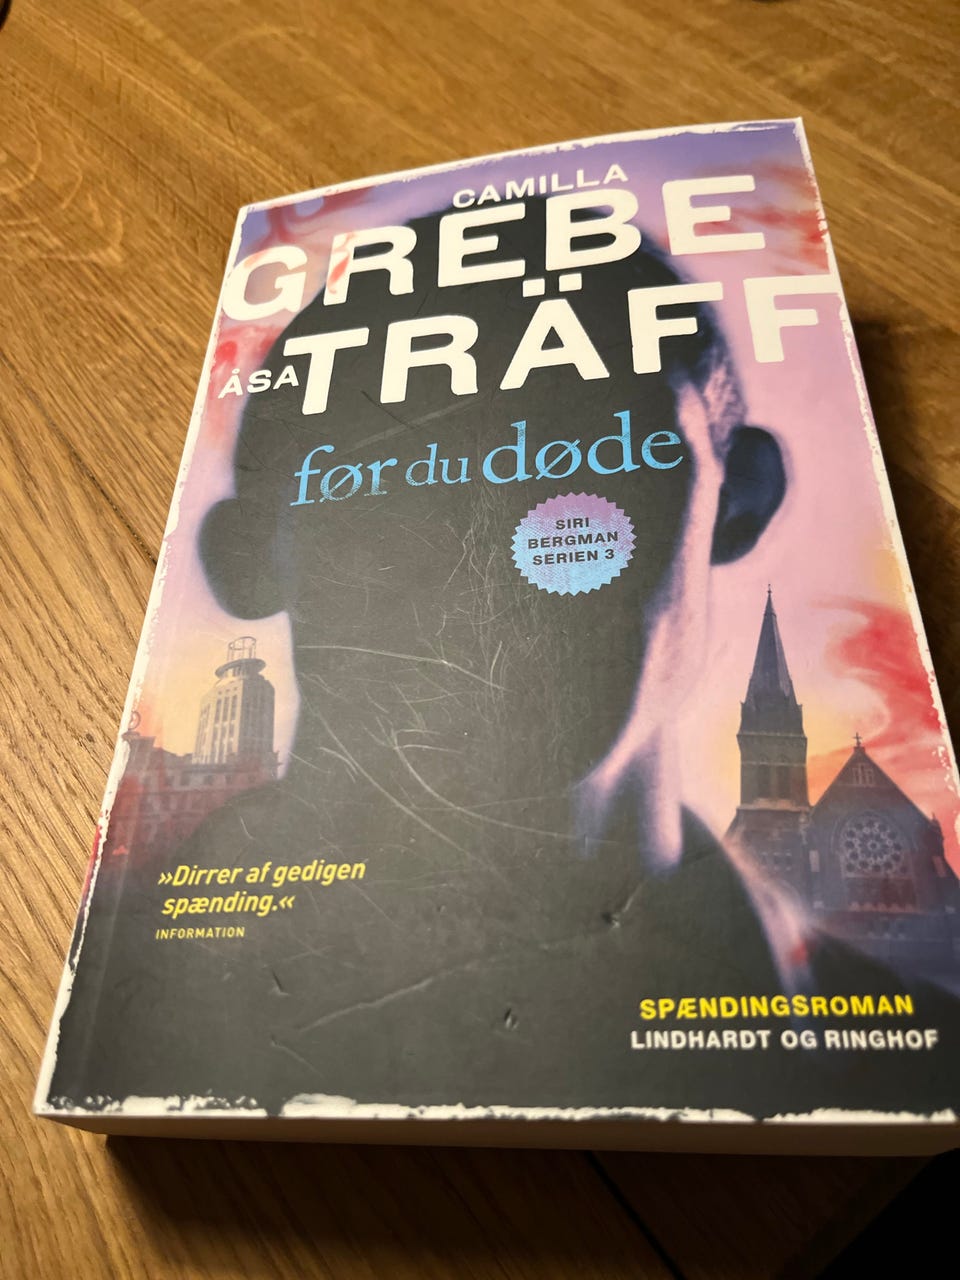 CAMILLA
GREBE
ÅSA TRÄFF
før du døde
SIRI
BERGMAN
SERIEN 3
»Dirrer af gedigen
spænding.«
INFORMATION
SPÆNDINGSROMAN
LINDHARDT OG RINGHOF